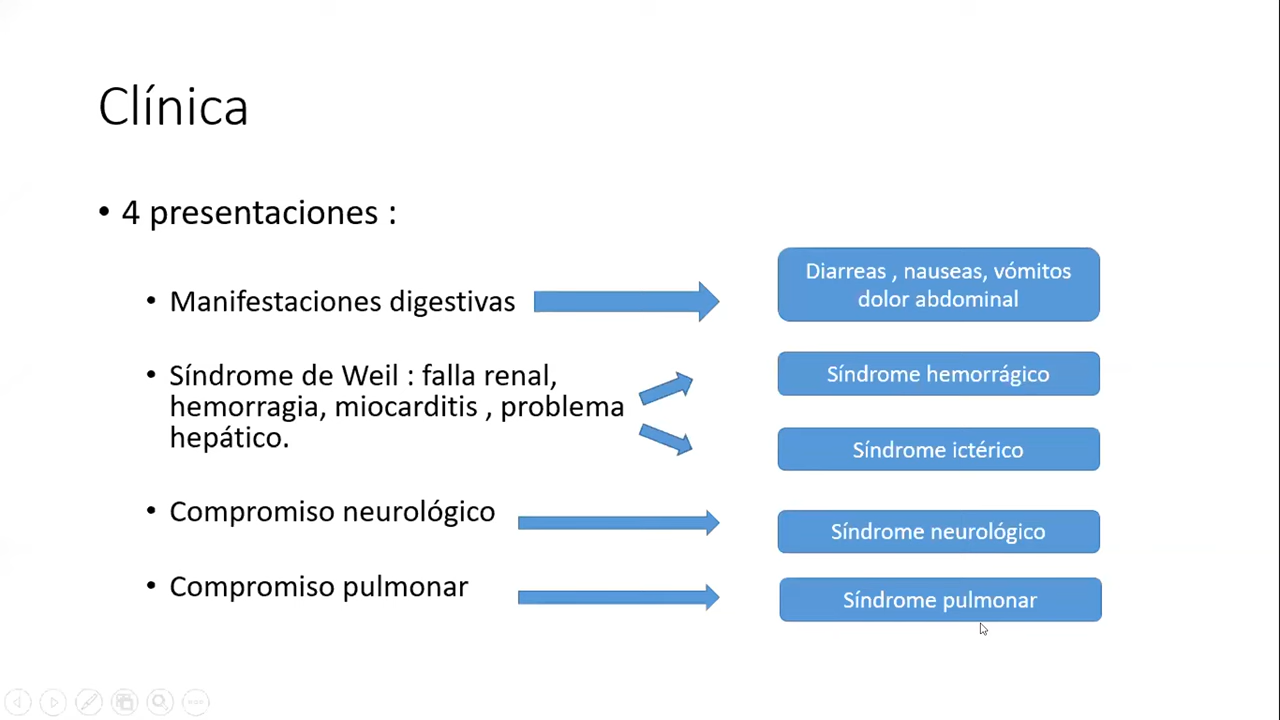 Clínica
• 4 presentaciones :
• Manifestaciones digestivas
Diarreas , nauseas, vómitos
dolor abdominal
• Síndrome de Weil : falla renal,
hemorragia, miocarditis , problema
hepático.
Síndrome hemorrágico
Síndrome ictérico
• Compromiso neurológico
Síndrome neurológico
• Compromiso pulmonar
Síndrome pulmonar